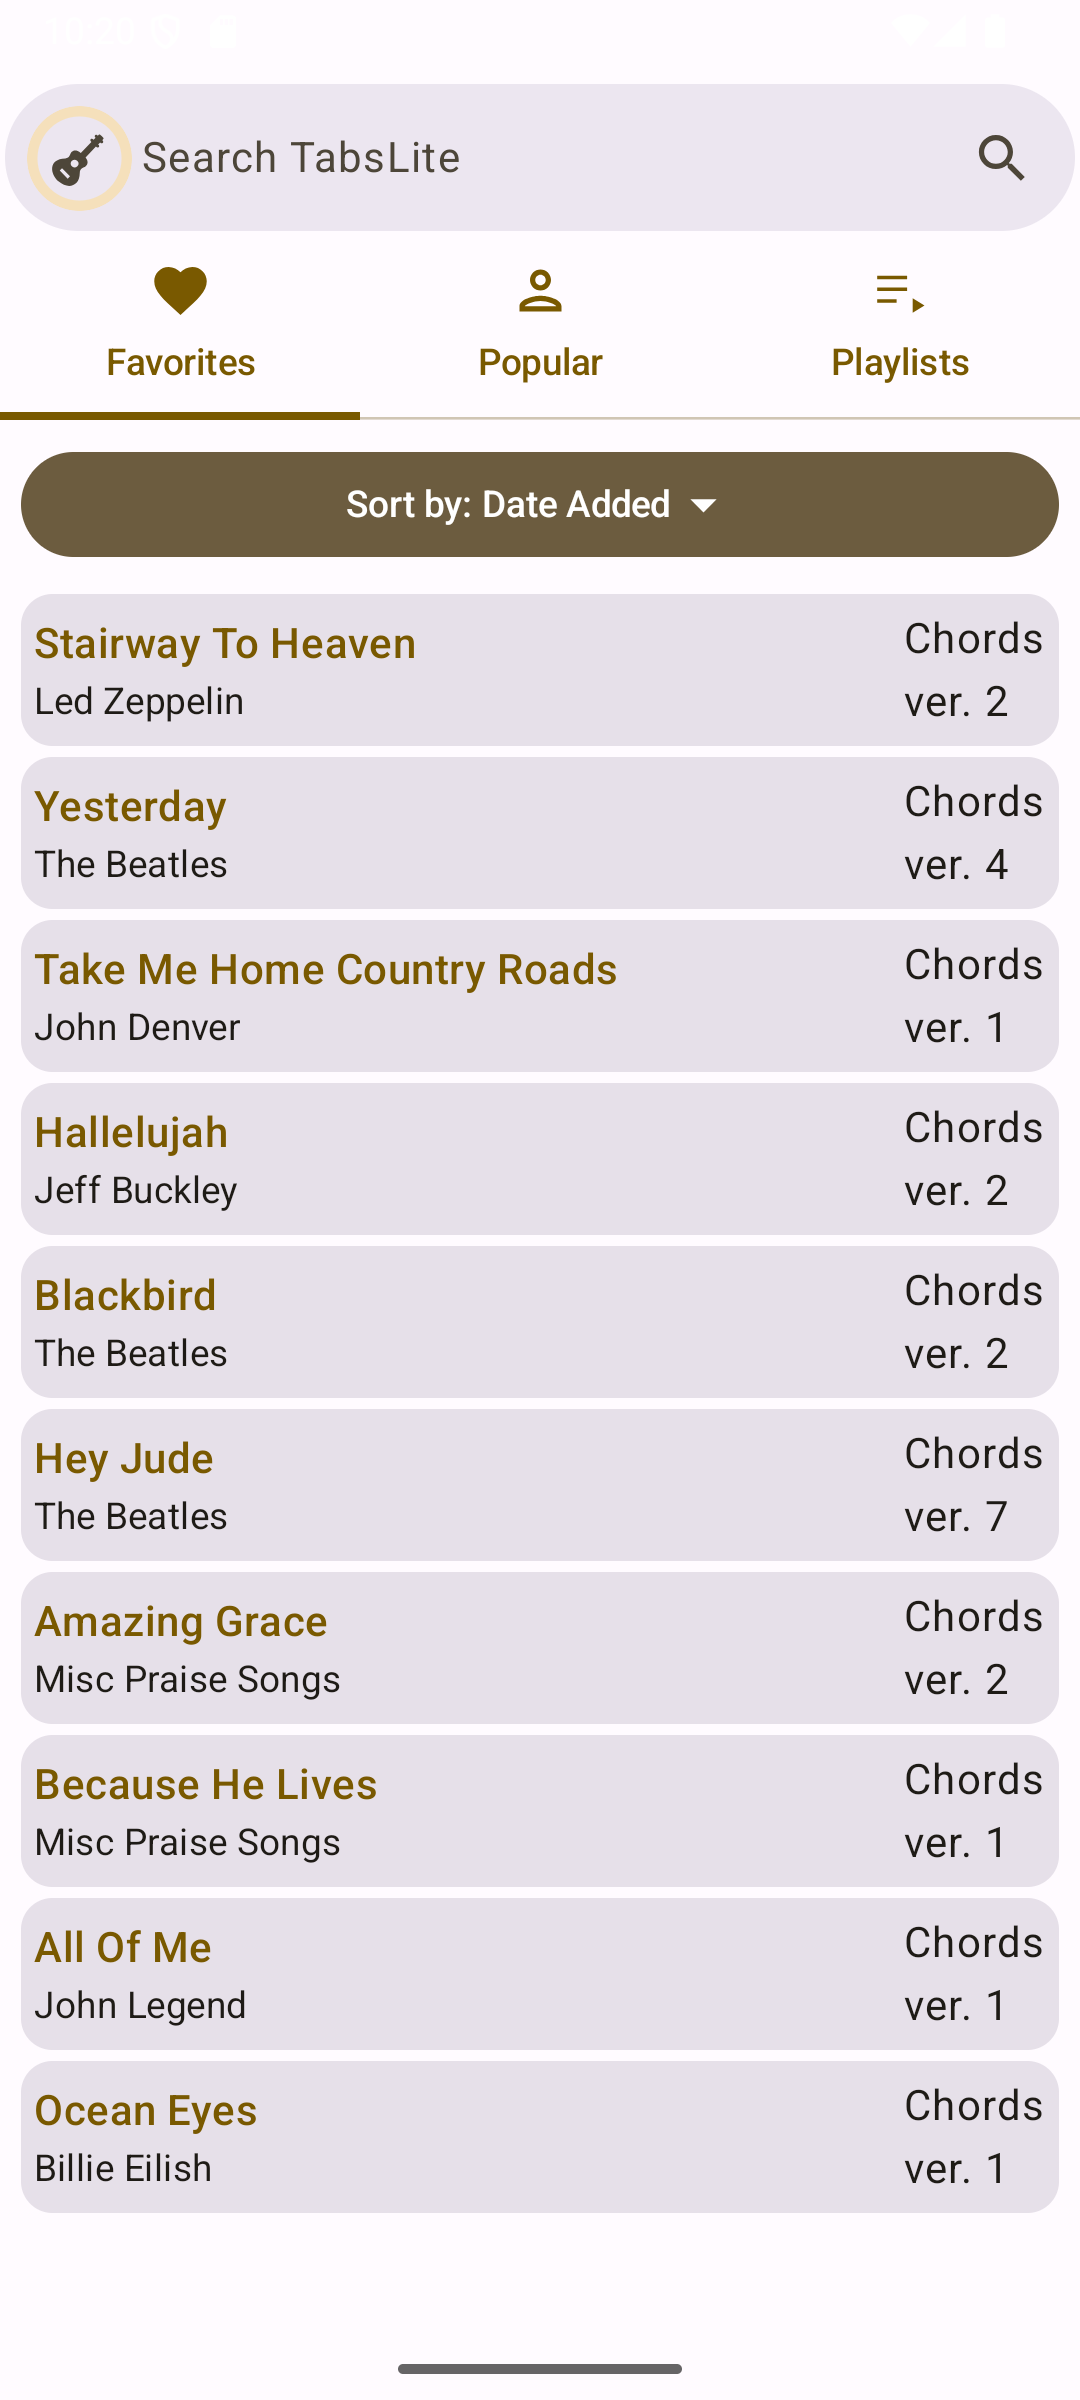 Search TabsLite
Favorites
Popular
Playlists
Sort by: Date Added
Stairway To Heaven
Led Zeppelin
Chords
ver. 2
Yesterday
The Beatles
Chords
ver. 4
Take Me Home Country Roads
John Denver
Chords
ver. 1
Hallelujah
Jeff Buckley
Chords
ver. 2
Blackbird
The Beatles
Chords
ver. 2
Hey Jude
The Beatles
Chords
ver. 7
Amazing Grace
Misc Praise Songs
Chords
ver. 2
Because He Lives
Misc Praise Songs
Chords
ver. 1
All Of Me
John Legend
Chords
ver. 1
Ocean Eyes
Billie Eilish
Chords
ver. 1